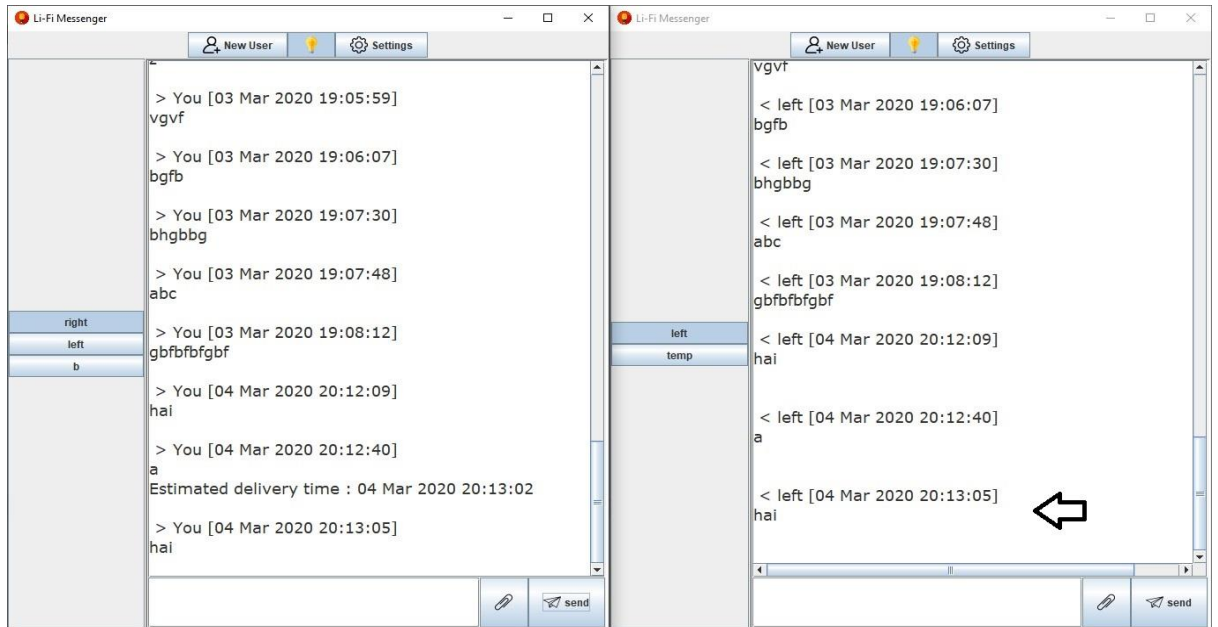 Li-Fi Messenger
New User
Settings
> You [03 Mar 2020 19:05:59]
vgvf
> You [03 Mar 2020 19:06:07]
bgfb
> You [03 Mar 2020 19:07:30]
bhgbbg
> You [03 Mar 2020 19:07:48]
abc
> You [03 Mar 2020 19:08:12]
gbfbfbfgbf
> You [04 Mar 2020 20:12:09]
hai
> You [04 Mar 2020 20:12:40]
a
Estimated delivery time : 04 Mar 2020 20:13:02
> You [04 Mar 2020 20:13:05]
hai
right
left
b
send
Li-Fi Messenger
New User
Settings
vgvf
< left [03 Mar 2020 19:06:07]
bgfb
< left [03 Mar 2020 19:07:30]
bhgbbg
< left [03 Mar 2020 19:07:48]
abc
< left [03 Mar 2020 19:08:12]
gbfbfbfgbf
< left [04 Mar 2020 20:12:09]
hai
< left [04 Mar 2020 20:12:40]
a
< left [04 Mar 2020 20:13:05]
hai
left
temp
send